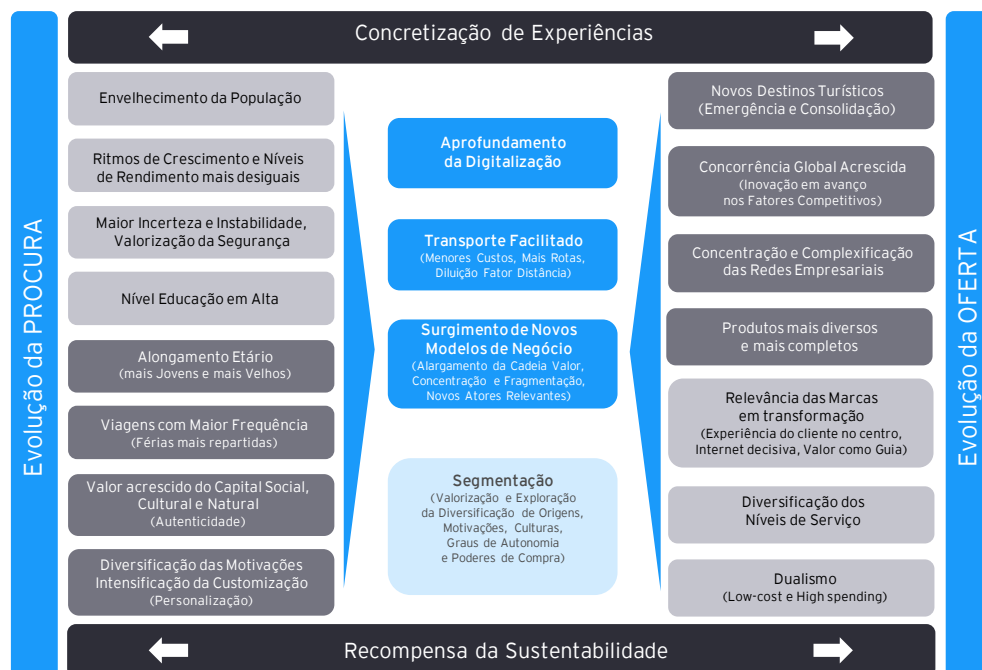 Concretização de Experiências
Evolução da PROCURA
Envelhecimento da População
Ritmos de Crescimento e Níveis
de Rendimento mais desiguais
Maior Incerteza e Instabilidade,
Valorização da Segurança
Nível Educação em Alta
Alongamento Etário
(mais Jovens e mais Velhos)
Viagens com Maior Frequência
(Férias mais repartidas)
Valor acrescido do Capital Social,
Cultural e Natural
(Autenticidade)
Diversificação das Motivações
Intensificação da Customização
(Personalização)
Aprofundamento
da Digitalização
Transporte Facilitado
(Menores Custos, Mais Rotas,
Diluição Fator Distância)
Surgimento de Novos
Modelos de Negócio
(Alargamento da Cadeia Valor,
Concentração e Fragmentação,
Novos Atores Relevantes)
Segmentação
(Valorização e Exploração
da Diversificação de Origens,
Motivações, Culturas,
Graus de Autonomia
e Poderes de Compra)
Novos Destinos Turísticos
(Emergência e Consolidação)
Concorrência Global Acrescida
(Inovação em avanço
nos Fatores Competitivos)
Concentração e Complexificação
das Redes Empresariais
Produtos mais diversos
e mais completos
Relevância das Marcas
em transformação
(Experiência do cliente no centro,
Internet decisiva, Valor como Guia)
Diversificação dos
Níveis de Serviço
Dualismo
(Low-cost e High spending)
Evolução da OFERTA
Recompensa da Sustentabilidade